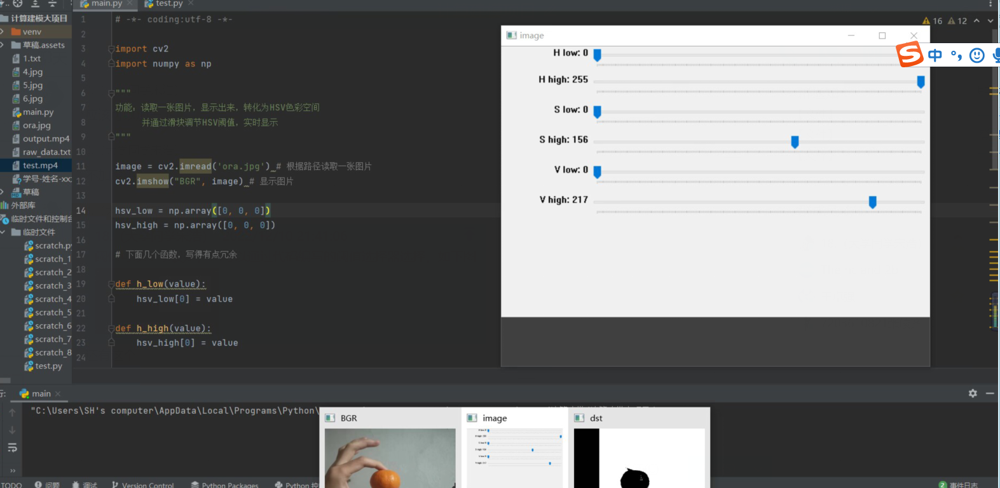 main.py
test.py
计算建模大项目
venv
草稿.assets
1.txt
4.jpg
5.jpg
6.jpg
main.py
ora.jpg
output.mp4
raw_data.txt
test.mp4
学号-姓名-xx
草稿
外部库
临时文件和控制台
临时文件
scratch.py
scratch_1
scratch_2
scratch_3
scratch_4
scratch_5
scratch_6
scratch_7
scratch_8
test.py
1 # -*- coding:utf-8 -*-
2
3 import cv2
4 import numpy as np
5
6 """
7 功能: 读取一张图片, 显示出来, 转化为HSV色彩空间
8 并通过滑块调节HSV阈值, 实时显示
9 """
10
11 image = cv2.imread('ora.jpg') # 根据路径读取一张图片
12 cv2.imshow("BGR", image) # 显示图片
13
14 hsv_low = np.array([0, 0, 0])
15 hsv_high = np.array([0, 0, 0])
16
17 # 下面几个函数, 写得有点冗余
18
19 def h_low(value):
20 hsv_low[0] = value
21
22 def h_high(value):
23 hsv_high[0] = value
24
16 12
image
H low: 0
H high: 255
S low: 0
S high: 156
V low: 0
V high: 217
S 中 °,
main
"C:\Users\SH's computer\AppData\Local\Programs\Python\
BGR
image
dst
TODO
问题
调试
Version Control
Python Packages
Python 控
2 事件日志